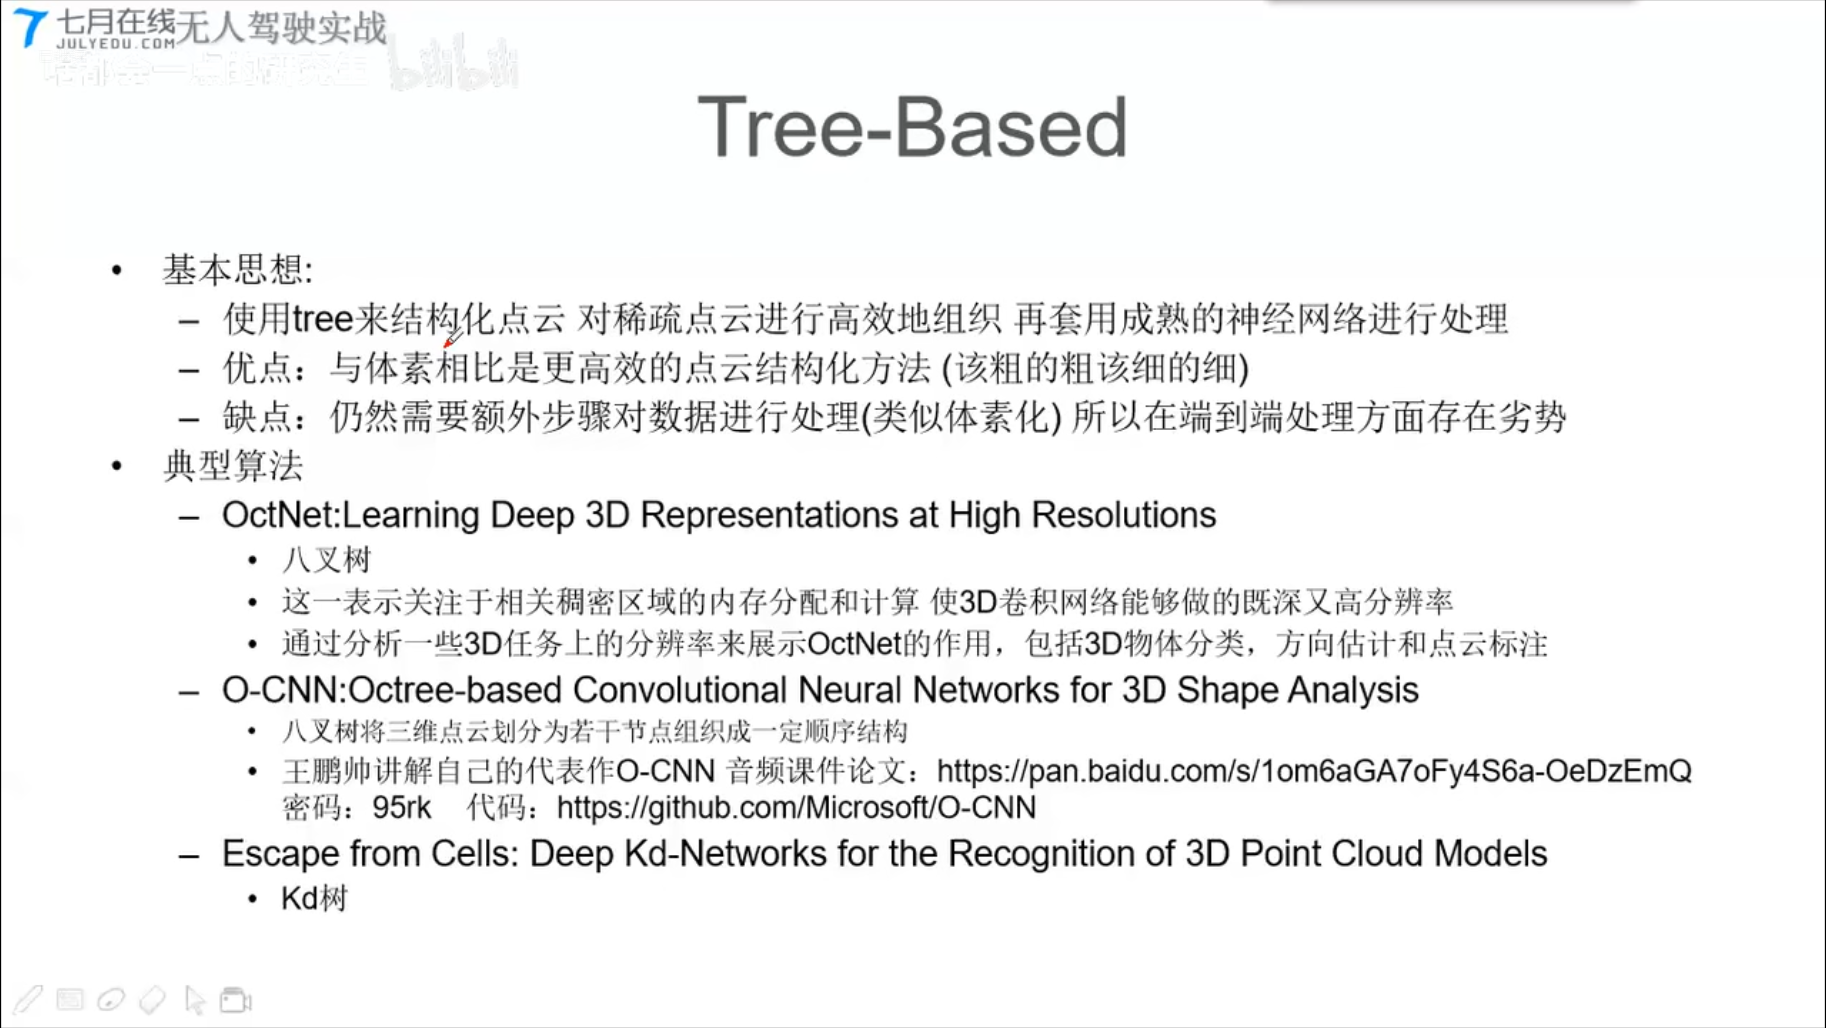 七月在线
JULYEDU.COM
无人驾驶实战
bilibili
Tree-Based
• 基本思想:
– 使用tree来结构化点云 对稀疏点云进行高效地组织 再套用成熟的神经网络进行处理
– 优点：与体素相比是更高效的点云结构化方法 (该粗的粗该细的细)
– 缺点：仍然需要额外步骤对数据进行处理(类似体素化) 所以在端到端处理方面存在劣势
• 典型算法
– OctNet:Learning Deep 3D Representations at High Resolutions
• 八叉树
• 这一表示关注于相关稠密区域的内存分配和计算 使3D卷积网络能够做的既深又高分辨率
• 通过分析一些3D任务上的分辨率来展示OctNet的作用，包括3D物体分类，方向估计和点云标注
– O-CNN:Octree-based Convolutional Neural Networks for 3D Shape Analysis
• 八叉树将三维点云划分为若干节点组织成一定顺序结构
• 王鹏帅讲解自己的代表作O-CNN 音频课件论文：https://pan.baidu.com/s/1om6aGA7oFy4S6a-OeDzEmQ
密码：95rk 代码：https://github.com/Microsoft/O-CNN
– Escape from Cells: Deep Kd-Networks for the Recognition of 3D Point Cloud Models
• Kd树